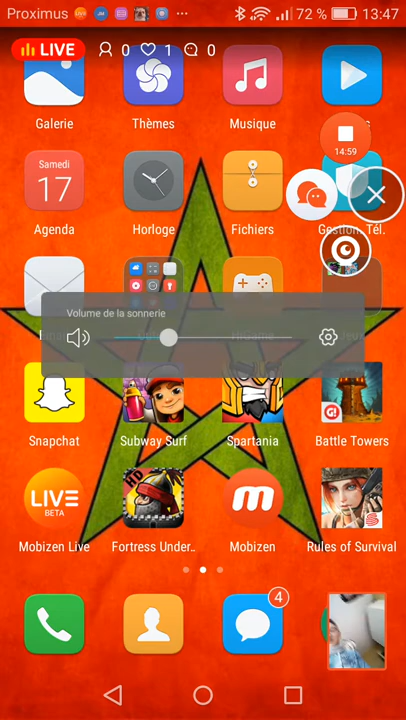 Proximus 72 % 13:47
LIVE 0 1 0
Galerie Thèmes Musique
14:59
Samedi
17
Agenda Horloge Fichiers Gestion. Tél.
Volume de la sonnerie
Snapchat Subway Surf Spartania Battle Towers
LIVE
BETA
HD
Mobizen Live Fortress Under.. Mobizen Rules of Survival
4